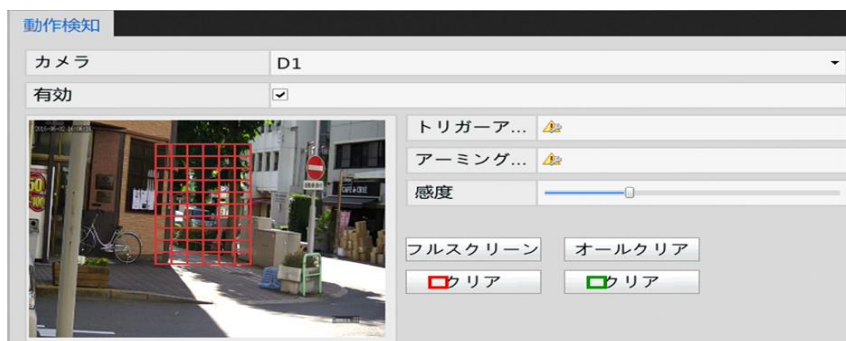 動作検知
カメラ
D1
有効
トリガーア...
アーミング...
感度
フルスクリーン
オールクリア
クリア
クリア